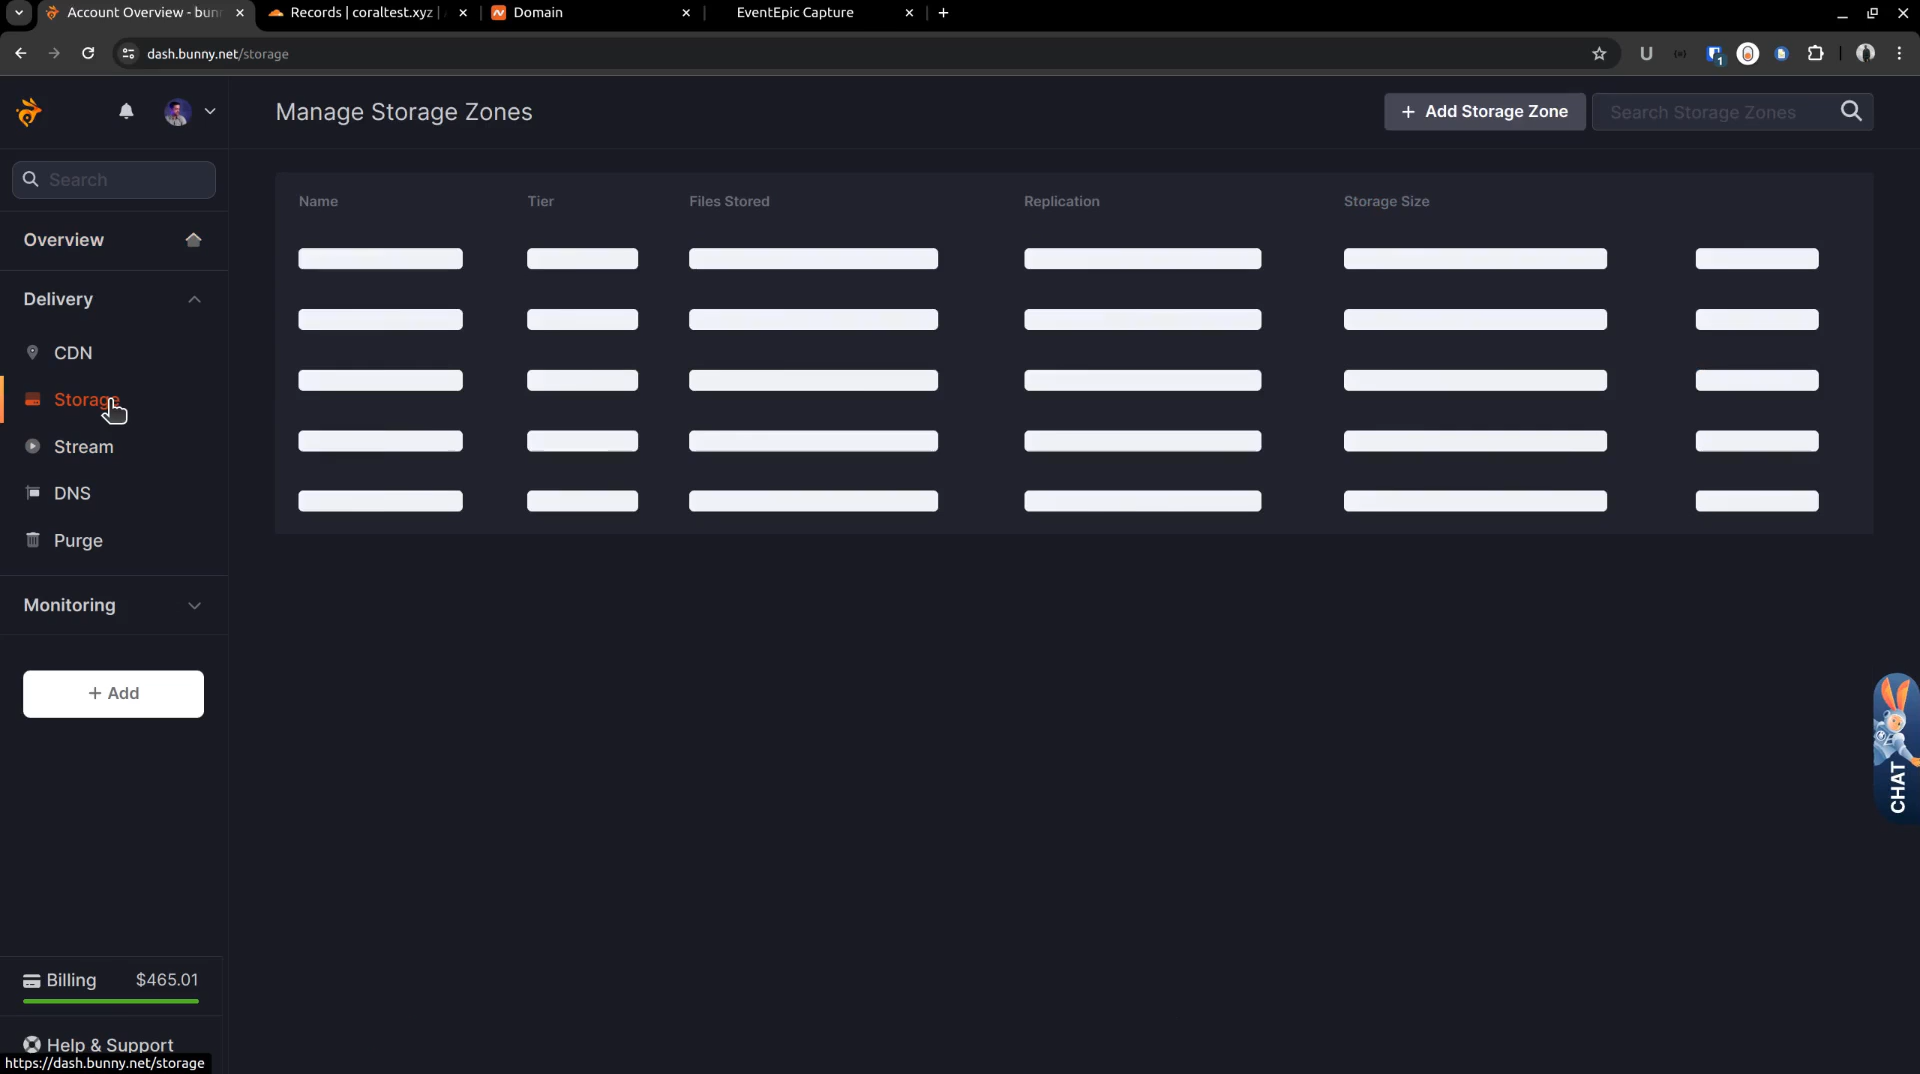 Account Overview - bunn
Records | coraltest.xyz |
Domain
EventEpic Capture
dash.bunny.net/storage
U
1
Manage Storage Zones
+ Add Storage Zone
Search Storage Zones
Search
Overview
Delivery
CDN
Storage
Stream
DNS
Purge
Monitoring
+ Add
Name
Tier
Files Stored
Replication
Storage Size
CHAT
Billing $465.01
Help & Support
https://dash.bunny.net/storage